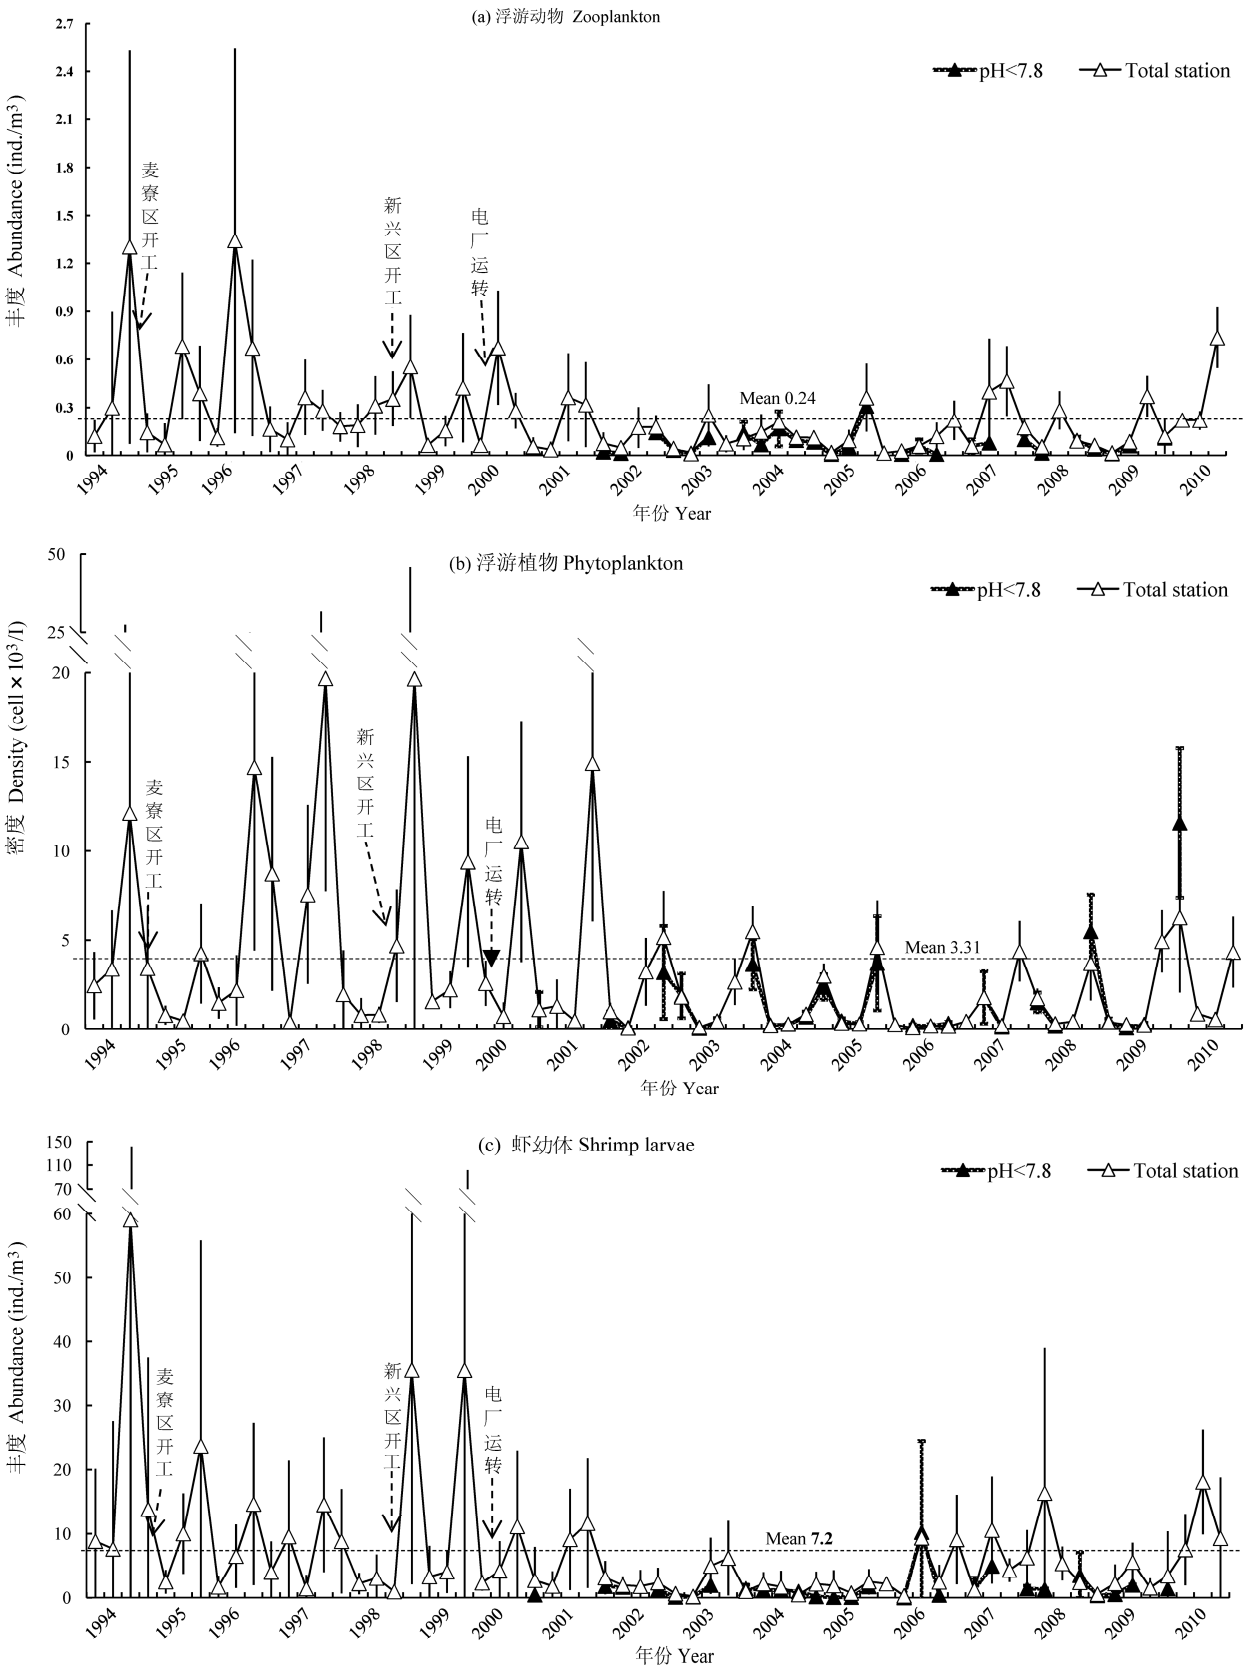 (a) 浮游动物 Zooplankton
pH<7.8
Total station
丰度 Abundance (ind./m³)
2.7
2.4
2.1
1.8
1.5
1.2
0.9
0.6
0.3
0
麦寮区开工
新兴区开工
电厂运转
Mean 0.24
1994
1995
1996
1997
1998
1999
2000
2001
2002
2003
2004
2005
2006
2007
2008
2009
2010
年份 Year
(b) 浮游植物 Phytoplankton
pH<7.8
Total station
密度 Density (cell × 10³/l)
50
25
20
15
10
5
0
麦寮区开工
新兴区开工
电厂运转
Mean 3.31
1994
1995
1996
1997
1998
1999
2000
2001
2002
2003
2004
2005
2006
2007
2008
2009
2010
年份 Year
(c) 虾幼体 Shrimp larvae
pH<7.8
Total station
丰度 Abundance (ind./m³)
150
110
70
60
50
40
30
20
10
0
麦寮区开工
新兴区开工
电厂运转
Mean 7.2
1994
1995
1996
1997
1998
1999
2000
2001
2002
2003
2004
2005
2006
2007
2008
2009
2010
年份 Year